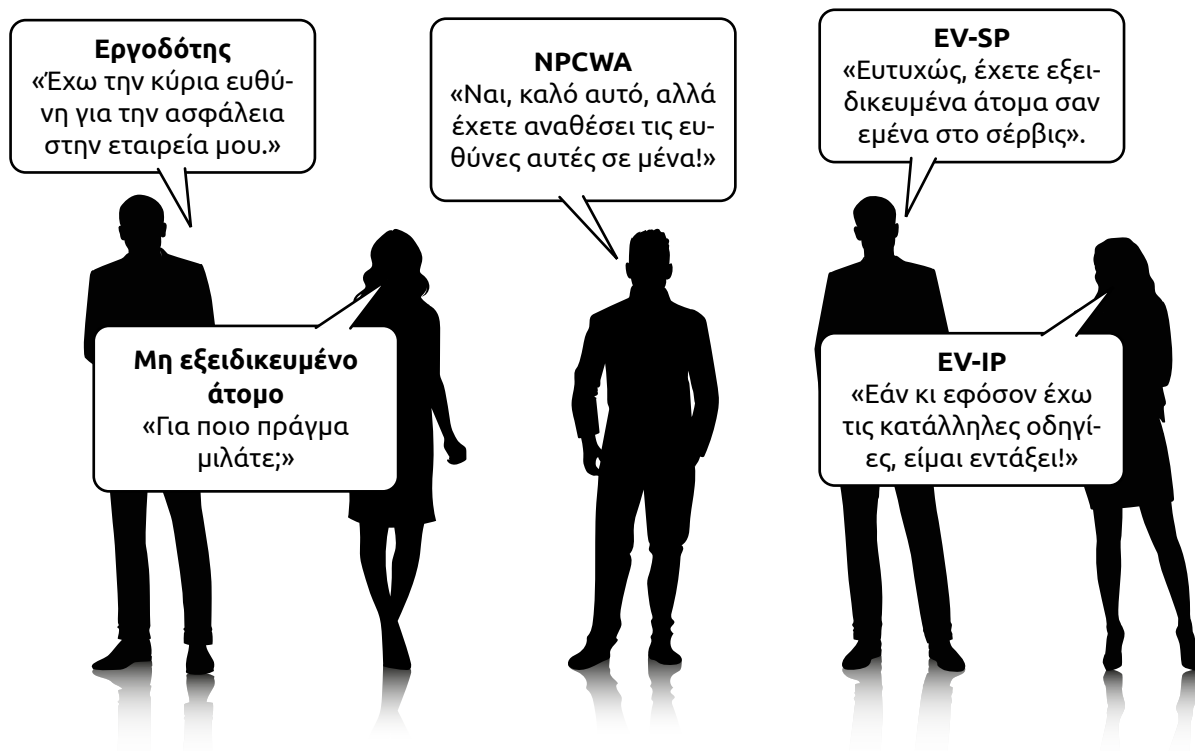 Εργοδότης
«Έχω την κύρια ευθύ-
νη για την ασφάλεια
στην εταιρεία μου.»
NPCWA
«Ναι, καλό αυτό, αλλά
έχετε αναθέσει τις ευ-
θύνες αυτές σε μένα!»
EV-SP
«Ευτυχώς, έχετε εξει-
δικευμένα άτομα σαν
εμένα στο σέρβις».
Μη εξειδικευμένο
άτομο
«Για ποιο πράγμα
μιλάτε;»
EV-IP
«Εάν κι εφόσον έχω
τις κατάλληλες οδηγί-
ες, είμαι εντάξει!»